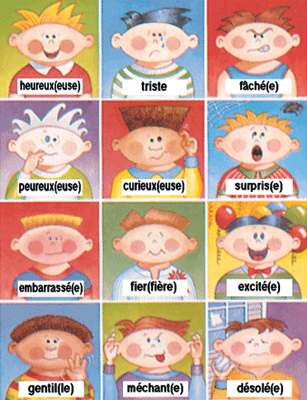 heureux(euse)
triste
fâché(e)
peureux(euse)
curieux(euse)
surpris(e)
embarrassé(e)
fier(fière)
excité(e)
gentil(le)
méchant(e)
désolé(e)